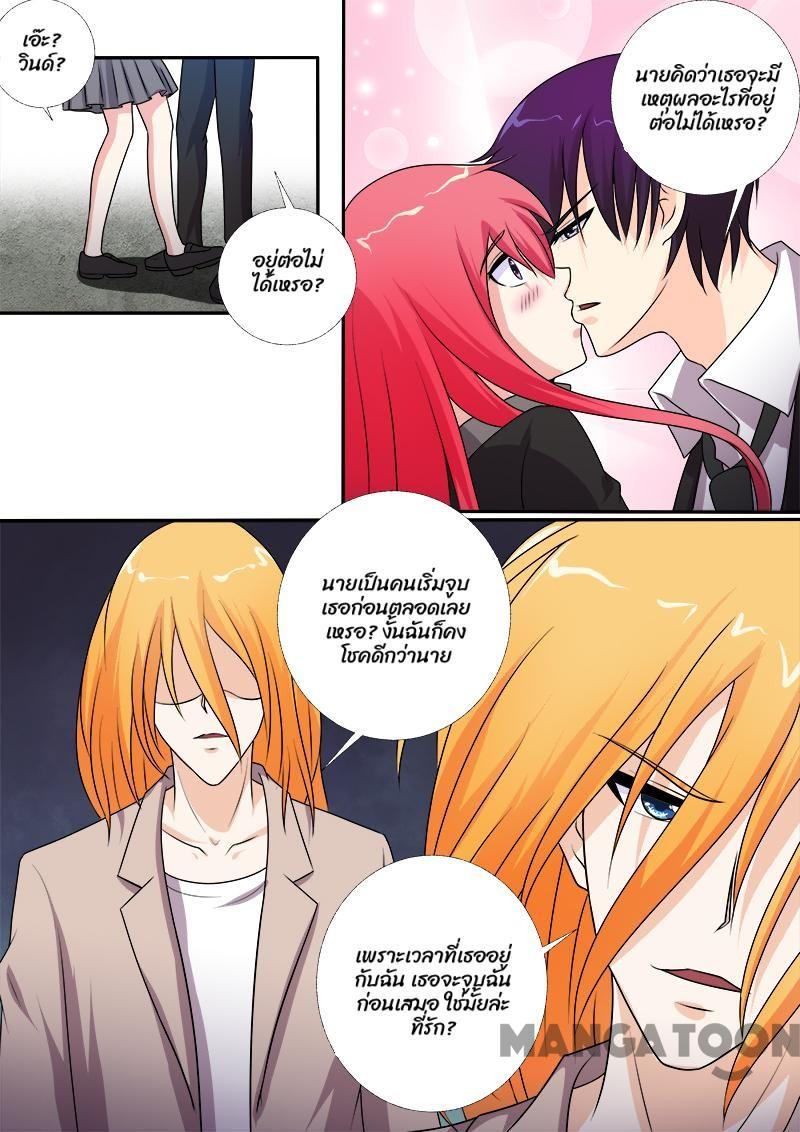 เอ๊ะ?
วินด์?
อยู่ต่อไม่
ได้เหรอ?
นายคิดว่าเธอจะมี
เหตุผลอะไรที่อยู่
ต่อไม่ได้เหรอ?
นายเป็นคนเริ่มจูบ
เธอก่อนตลอดเลย
เหรอ? งั้นฉันก็คง
โชคดีกว่านาย
เพราะเวลาที่เธออยู่
กับฉัน เธอจะจูบฉัน
ก่อนเสมอ ใช่มั้ยล่ะ
ที่รัก?
MANGATOON